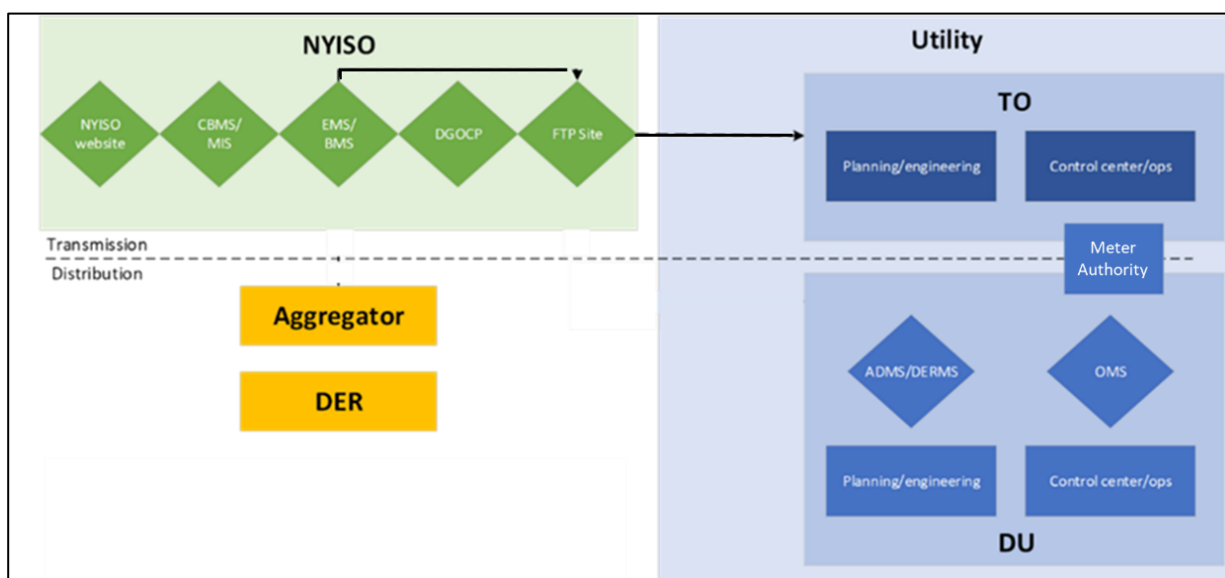 NYISO
Utility
NYISO
website
CBMS/
MIS
EMS/
BMS
DGOCP
FTP Site
TO
Planning/engineering
Control center/ops
Transmission
Distribution
Meter
Authority
Aggregator
DER
ADMS/DERMS
OMS
Planning/engineering
Control center/ops
DU